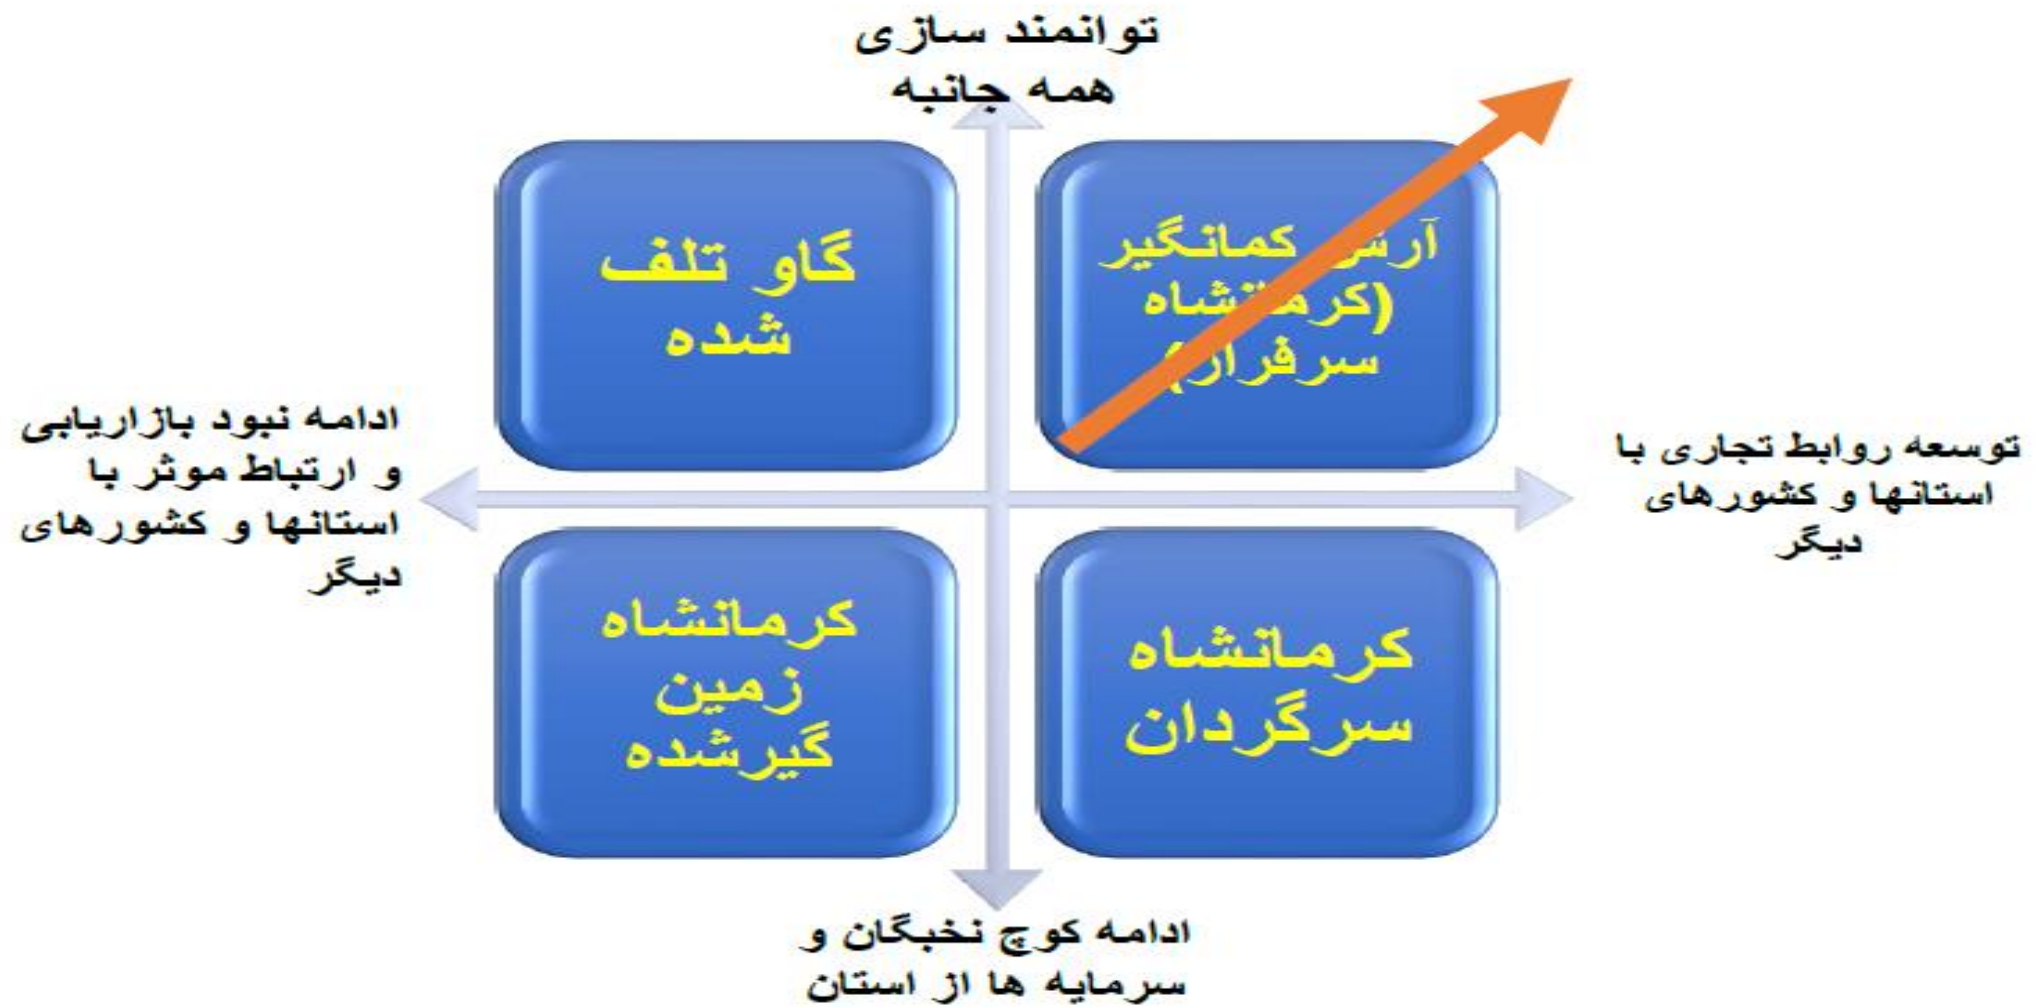 توانمند سازی
همه جانبه
آرش کمانگیر
(کرمانشاه
سرفراز)
گاو تلف
شده
توسعه روابط تجاری با
استانها و کشورهای
دیگر
ادامه نبود بازاریابی
و ارتباط موثر با
استانها و کشورهای
دیگر
کرمانشاه
سرگردان
کرمانشاه
زمین
گیرشده
ادامه کوچ نخبگان و
سرمایه ها از استان